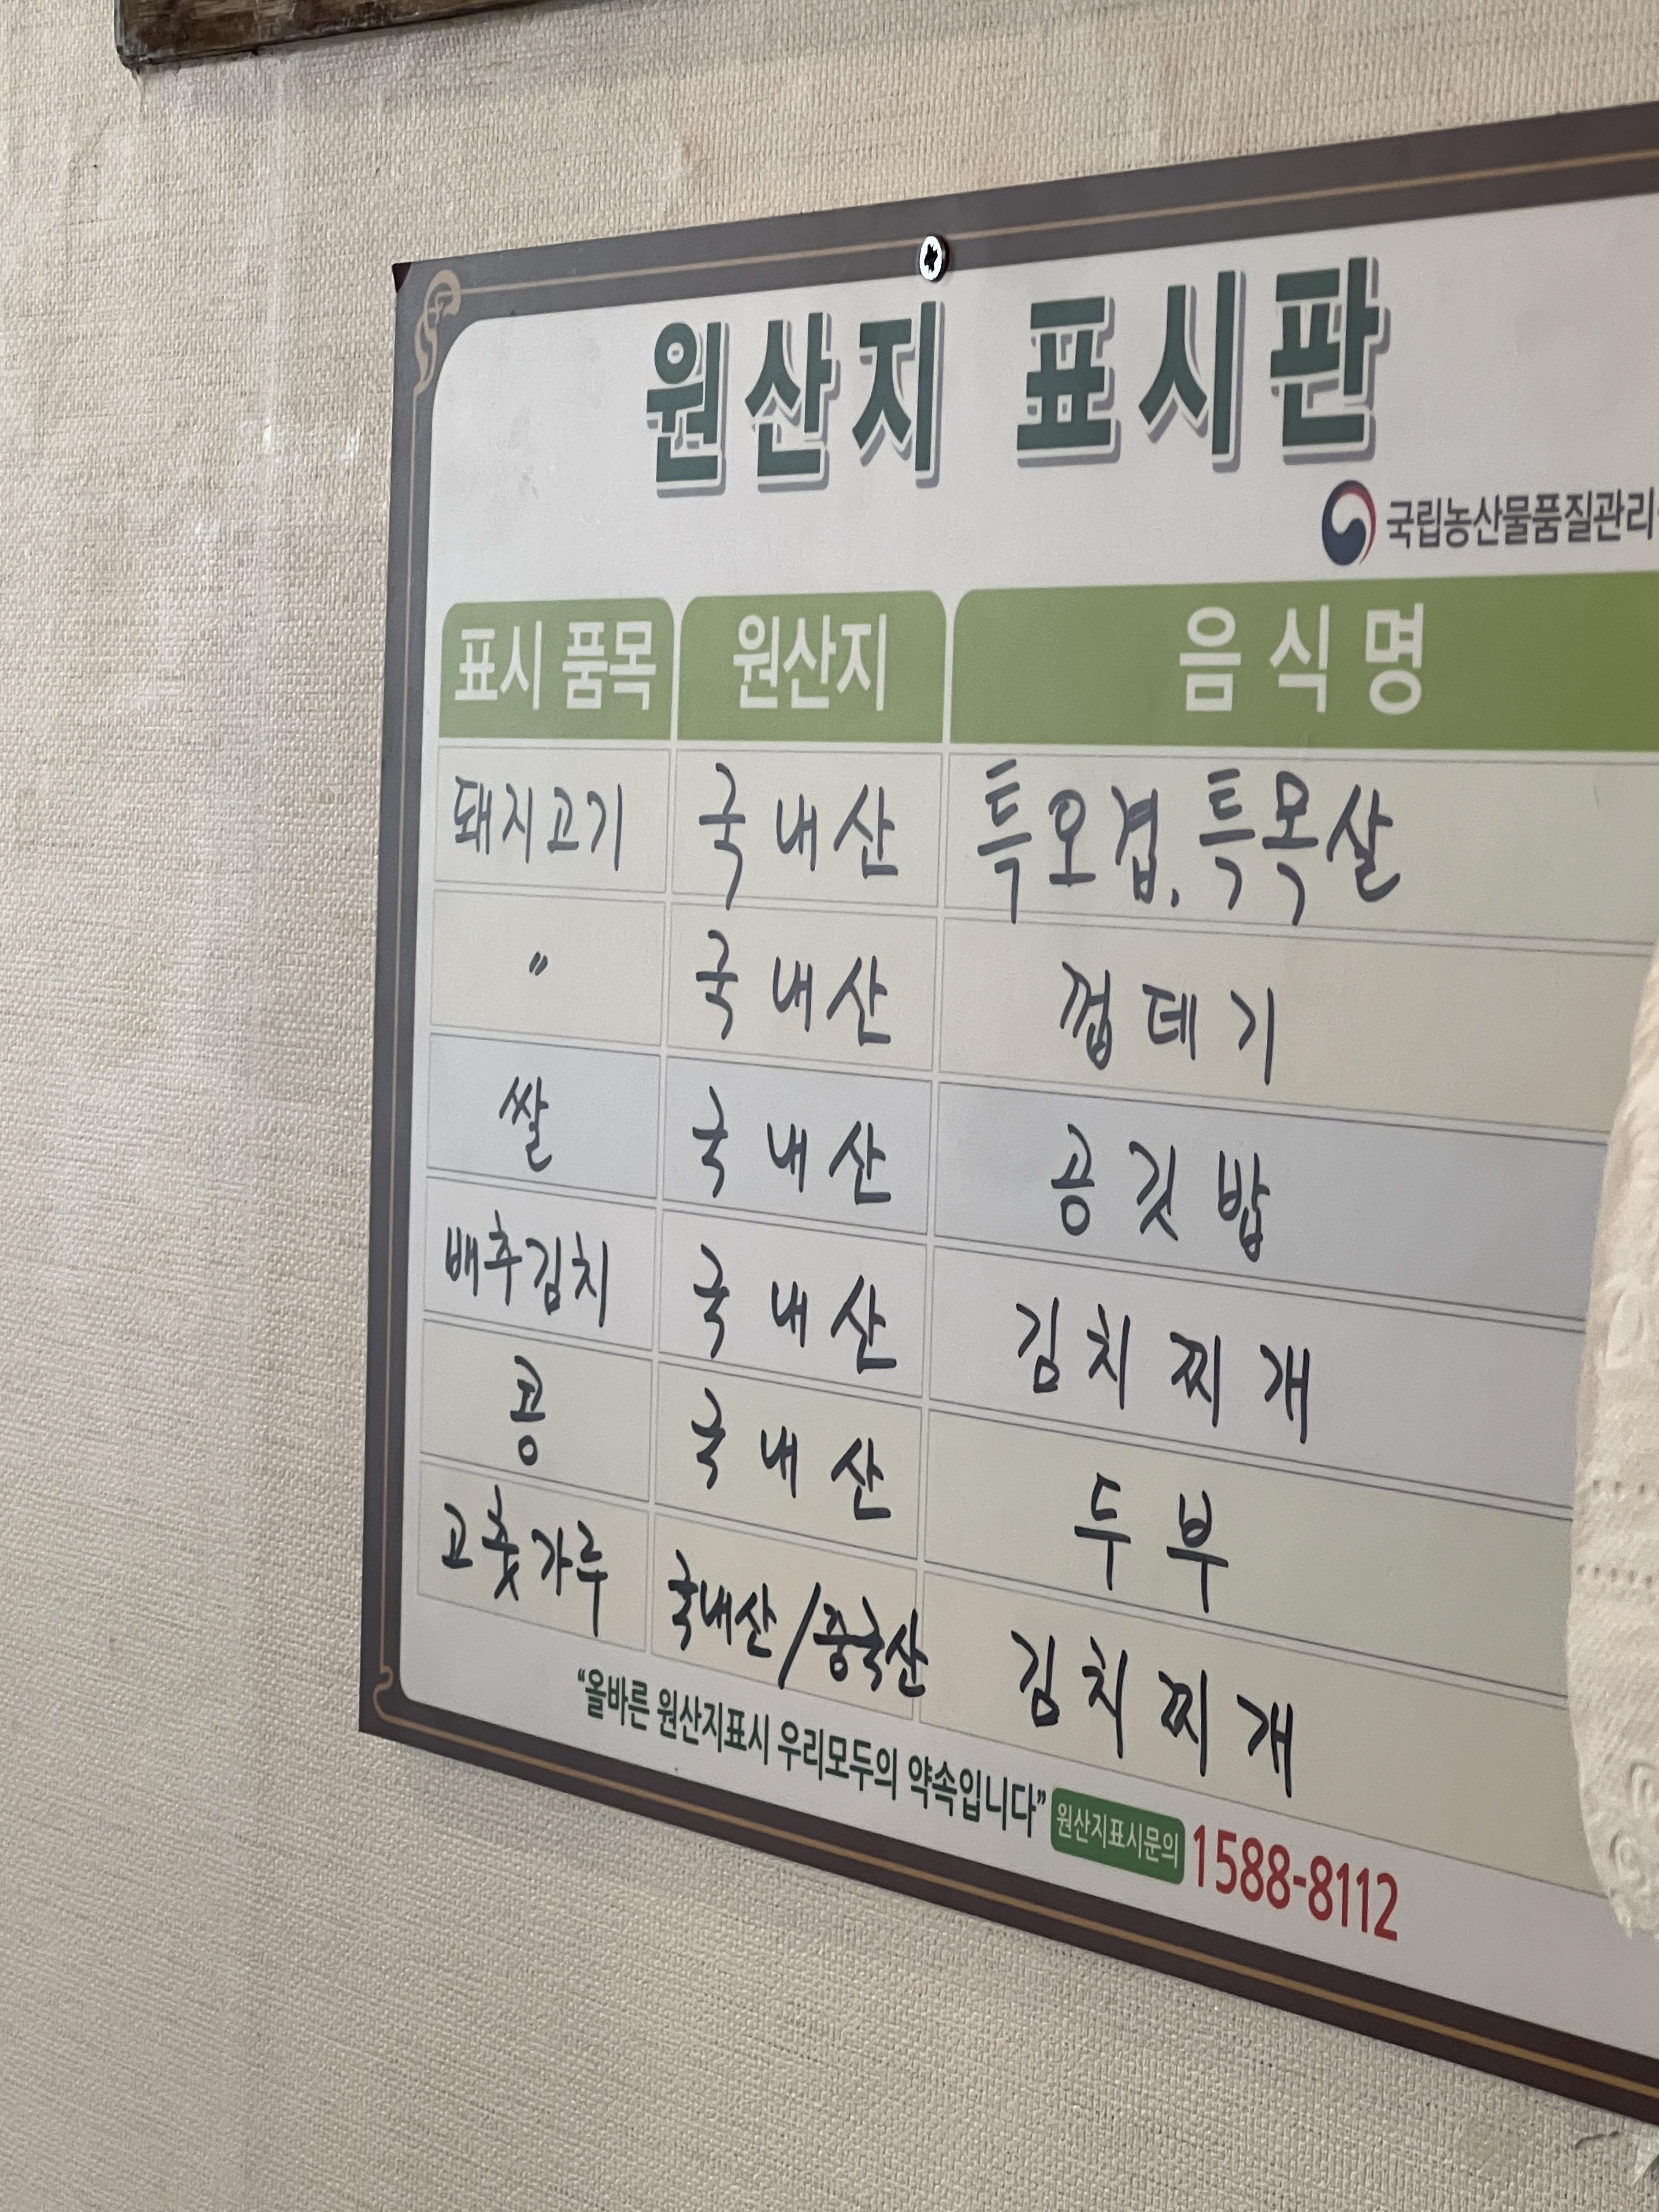 원산지 표시판
국립농산물품질관리
표시 품목 원산지 음식명
돼지고기 국내산 특오겹, 특목살
〃 국내산 껍데기
쌀 국내산 공깃밥
배추김치 국내산 김치찌개
콩 국내산 두부
고춧가루 국내산/중국산 김치찌개
“올바른 원산지표시 우리모두의 약속입니다” 원산지표시문의 1588-8112